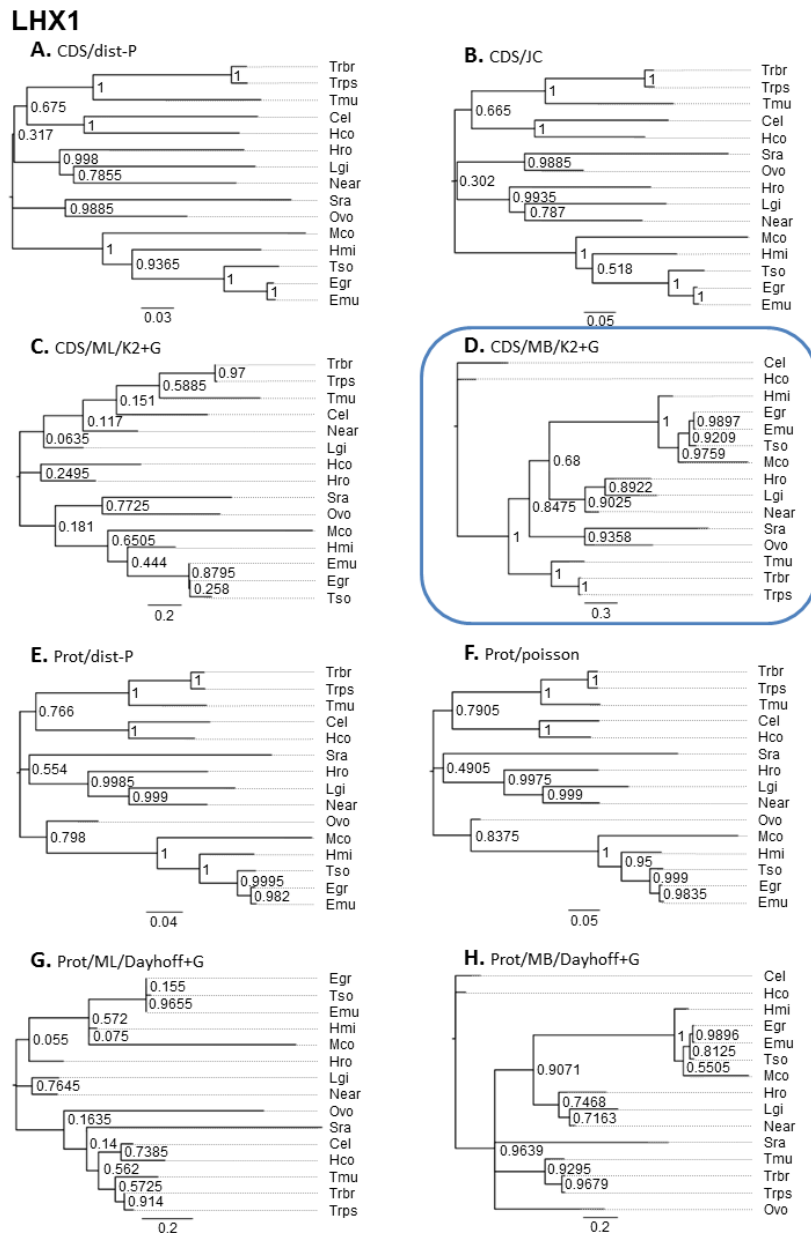 LHX1
A. CDS/dist-P
Trbr
Trps
Tmu
Cel
Hco
Hro
Lgi
Near
Sra
Ovo
Mco
Hmi
Tso
Egr
Emu
1
1
0.675
1
0.317
0.998
0.7855
0.9885
1
0.9365
1
1
0.03
B. CDS/JC
Trbr
Trps
Tmu
Cel
Hco
Sra
Ovo
Hro
Lgi
Near
Mco
Hmi
Tso
Egr
Emu
1
1
0.665
1
0.9885
0.302
0.9935
0.787
1
0.518
1
1
0.05
C. CDS/ML/K2+G
Trbr
Trps
Tmu
Cel
Near
Lgi
Hco
Hro
Sra
Ovo
Mco
Hmi
Emu
Egr
Tso
0.97
0.5885
0.151
0.117
0.0635
0.2495
0.7725
0.181
0.6505
0.444
0.8795
0.258
0.2
D. CDS/MB/K2+G
Cel
Hco
Hmi
Egr
Emu
Tso
Mco
Hro
Lgi
Near
Sra
Ovo
Tmu
Trbr
Trps
1
0.9897
0.9209
0.9759
0.68
0.8922
0.9025
0.8475
0.9358
1
1
1
0.3
E. Prot/dist-P
Trbr
Trps
Tmu
Cel
Hco
Sra
Hro
Lgi
Near
Ovo
Mco
Hmi
Tso
Egr
Emu
1
1
0.766
1
0.554
0.9985
0.999
0.798
1
1
0.9995
0.982
0.04
F. Prot/poisson
Trbr
Trps
Tmu
Cel
Hco
Sra
Hro
Lgi
Near
Ovo
Mco
Hmi
Tso
Egr
Emu
1
1
0.7905
1
0.4905
0.9975
0.999
0.8375
1
0.95
0.999
0.9835
0.05
G. Prot/ML/Dayhoff+G
Egr
Tso
Emu
Hmi
Mco
Hro
Lgi
Near
Ovo
Sra
Cel
Hco
Tmu
Trbr
Trps
0.155
0.9655
0.572
0.075
0.055
0.7645
0.1635
0.14
0.7385
0.562
0.5725
0.914
0.2
H. Prot/MB/Dayhoff+G
Cel
Hco
Hmi
Egr
Emu
Tso
Mco
Hro
Lgi
Near
Sra
Tmu
Trbr
Trps
Ovo
1
0.9896
0.8125
0.5505
0.9071
0.7468
0.7163
0.9639
0.9295
0.9679
0.2